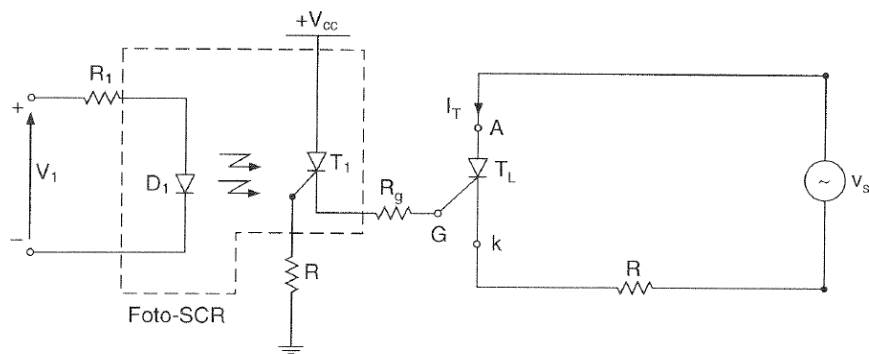 +Vcc
R1
+
V1
−
D1
T1
Rg
G
R
Foto-SCR
IT
A
TL
k
R
~
vs